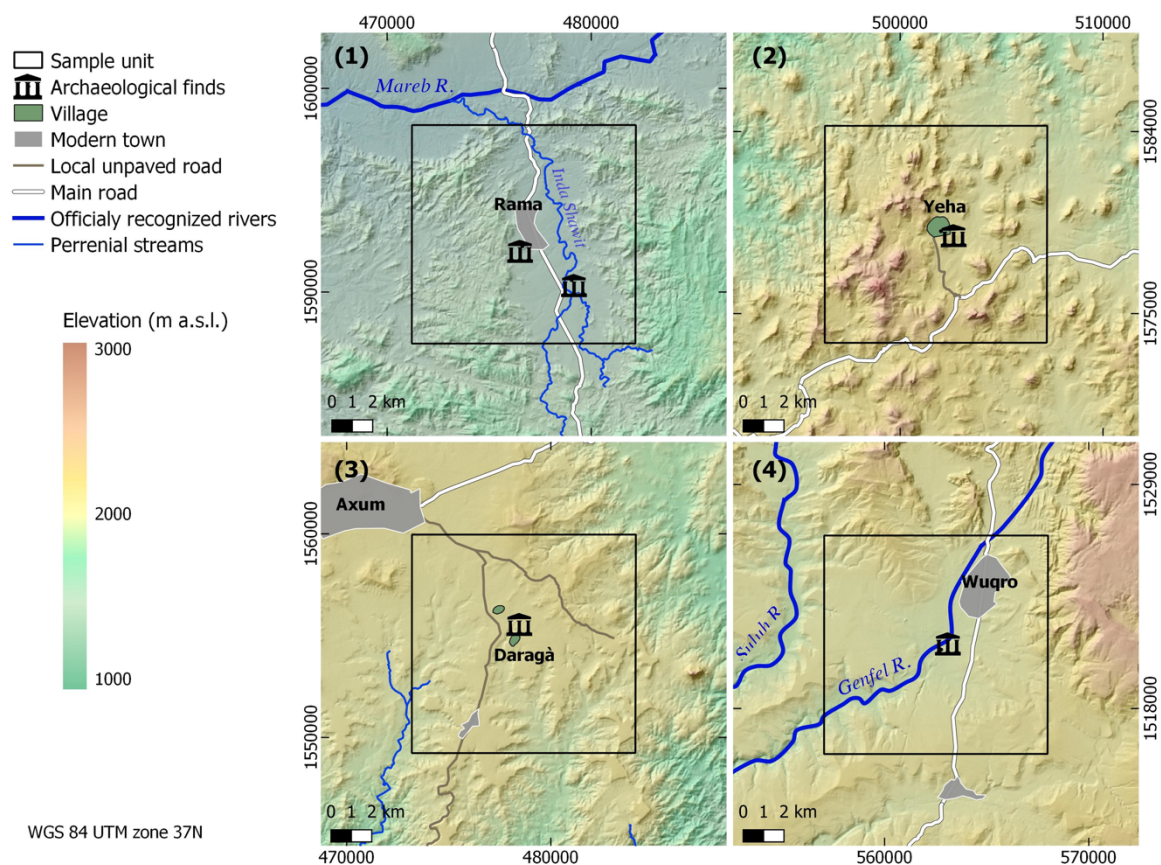 Sample unit
Archaeological finds
Village
Modern town
Local unpaved road
Main road
Officialy recognized rivers
Perrenial streams
Elevation (m a.s.l.)
3000
2000
1000
WGS 84 UTM zone 37N
470000 480000
(1)
Mareb R.
Inda Shawit
Rama
1600000
1590000
0 1 2 km
500000 510000
(2)
Yeha
1584000
1575000
0 1 2 km
(3)
Axum
Daragà
1560000
1550000
0 1 2 km
470000 480000
(4)
Wuqro
Suluh R.
Genfel R.
1529000
1518000
0 1 2 km
560000 570000